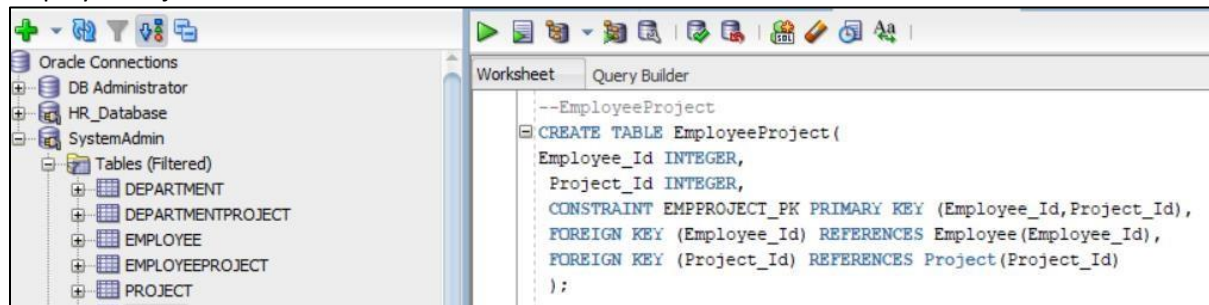 Oracle Connections
DB Administrator
HR_Database
SystemAdmin
Tables (Filtered)
DEPARTMENT
DEPARTMENTPROJECT
EMPLOYEE
EMPLOYEEPROJECT
PROJECT
Worksheet Query Builder
--EmployeeProject
CREATE TABLE EmployeeProject(
Employee_Id INTEGER,
Project_Id INTEGER,
CONSTRAINT EMPPROJECT_PK PRIMARY KEY (Employee_Id,Project_Id),
FOREIGN KEY (Employee_Id) REFERENCES Employee(Employee_Id),
FOREIGN KEY (Project_Id) REFERENCES Project(Project_Id)
);